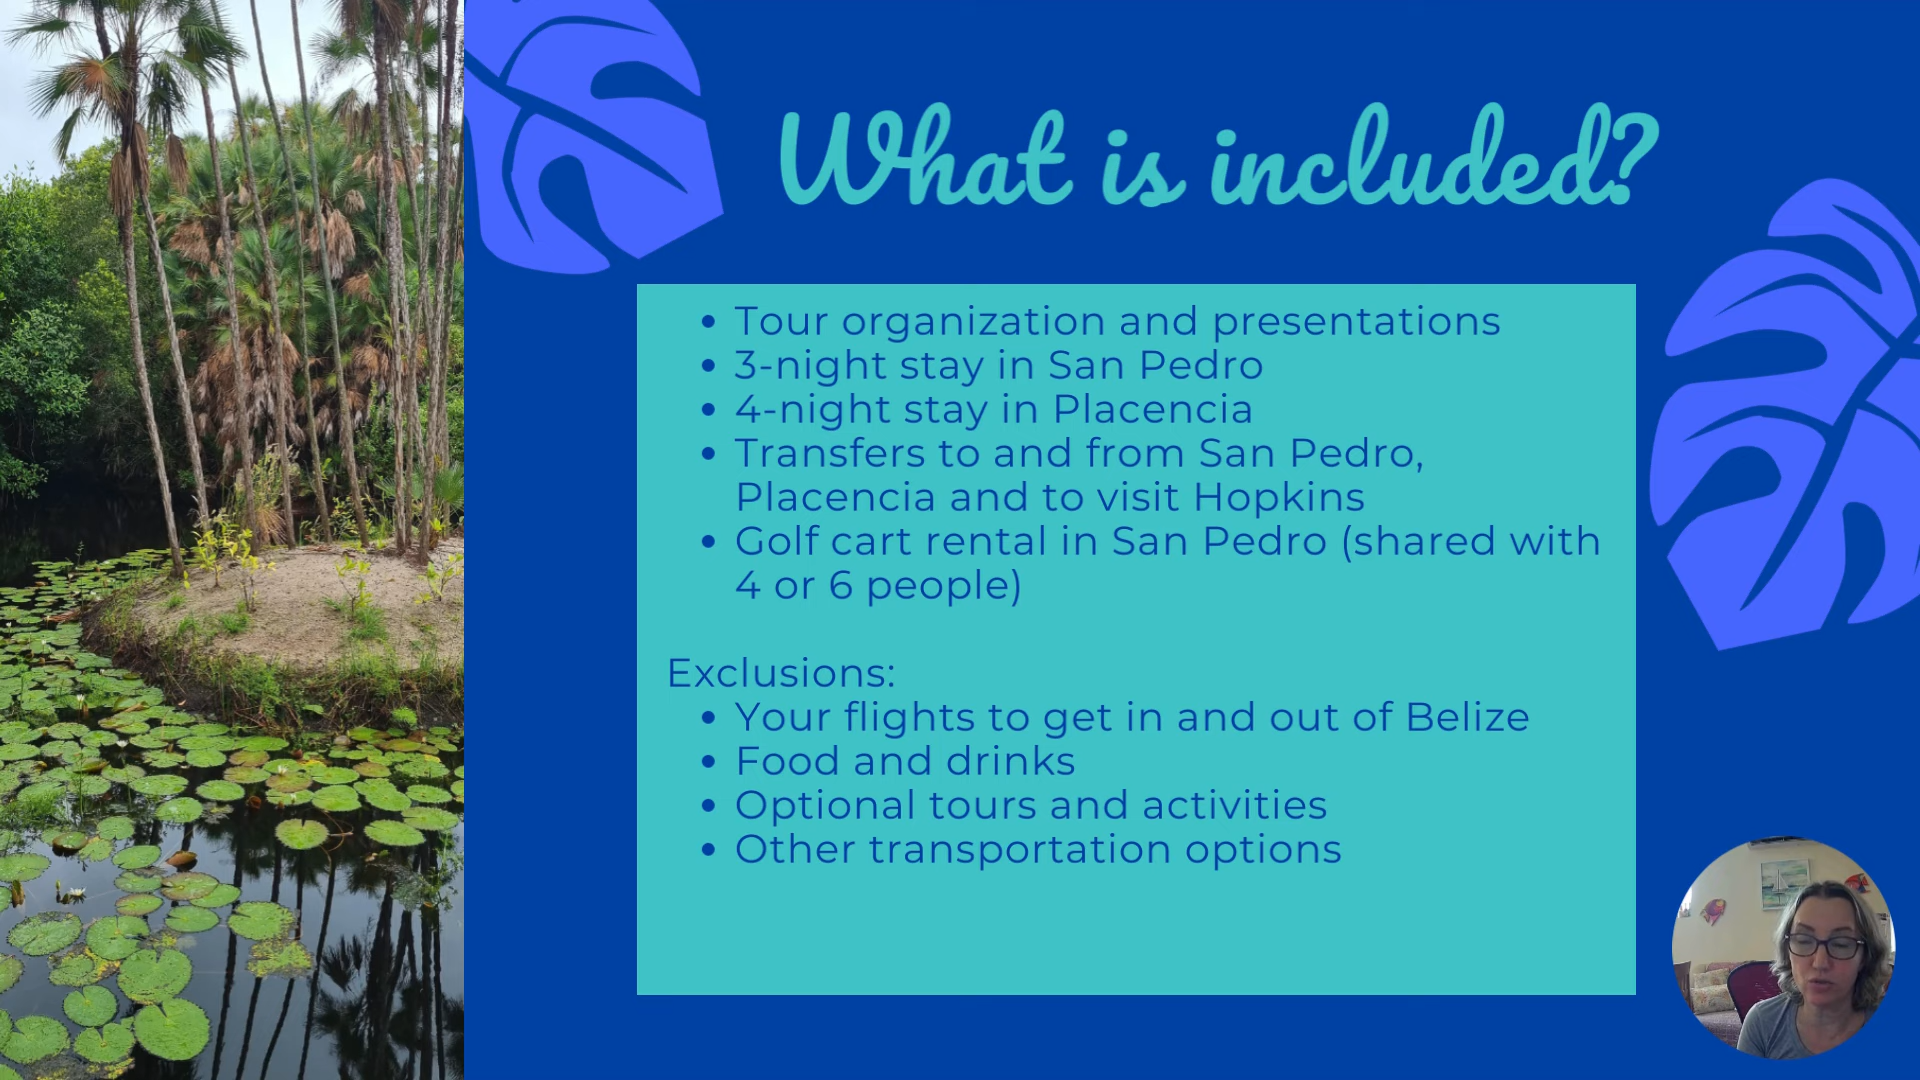 What is included?
• Tour organization and presentations
• 3-night stay in San Pedro
• 4-night stay in Placencia
• Transfers to and from San Pedro,
Placencia and to visit Hopkins
• Golf cart rental in San Pedro (shared with
4 or 6 people)
Exclusions:
• Your flights to get in and out of Belize
• Food and drinks
• Optional tours and activities
• Other transportation options